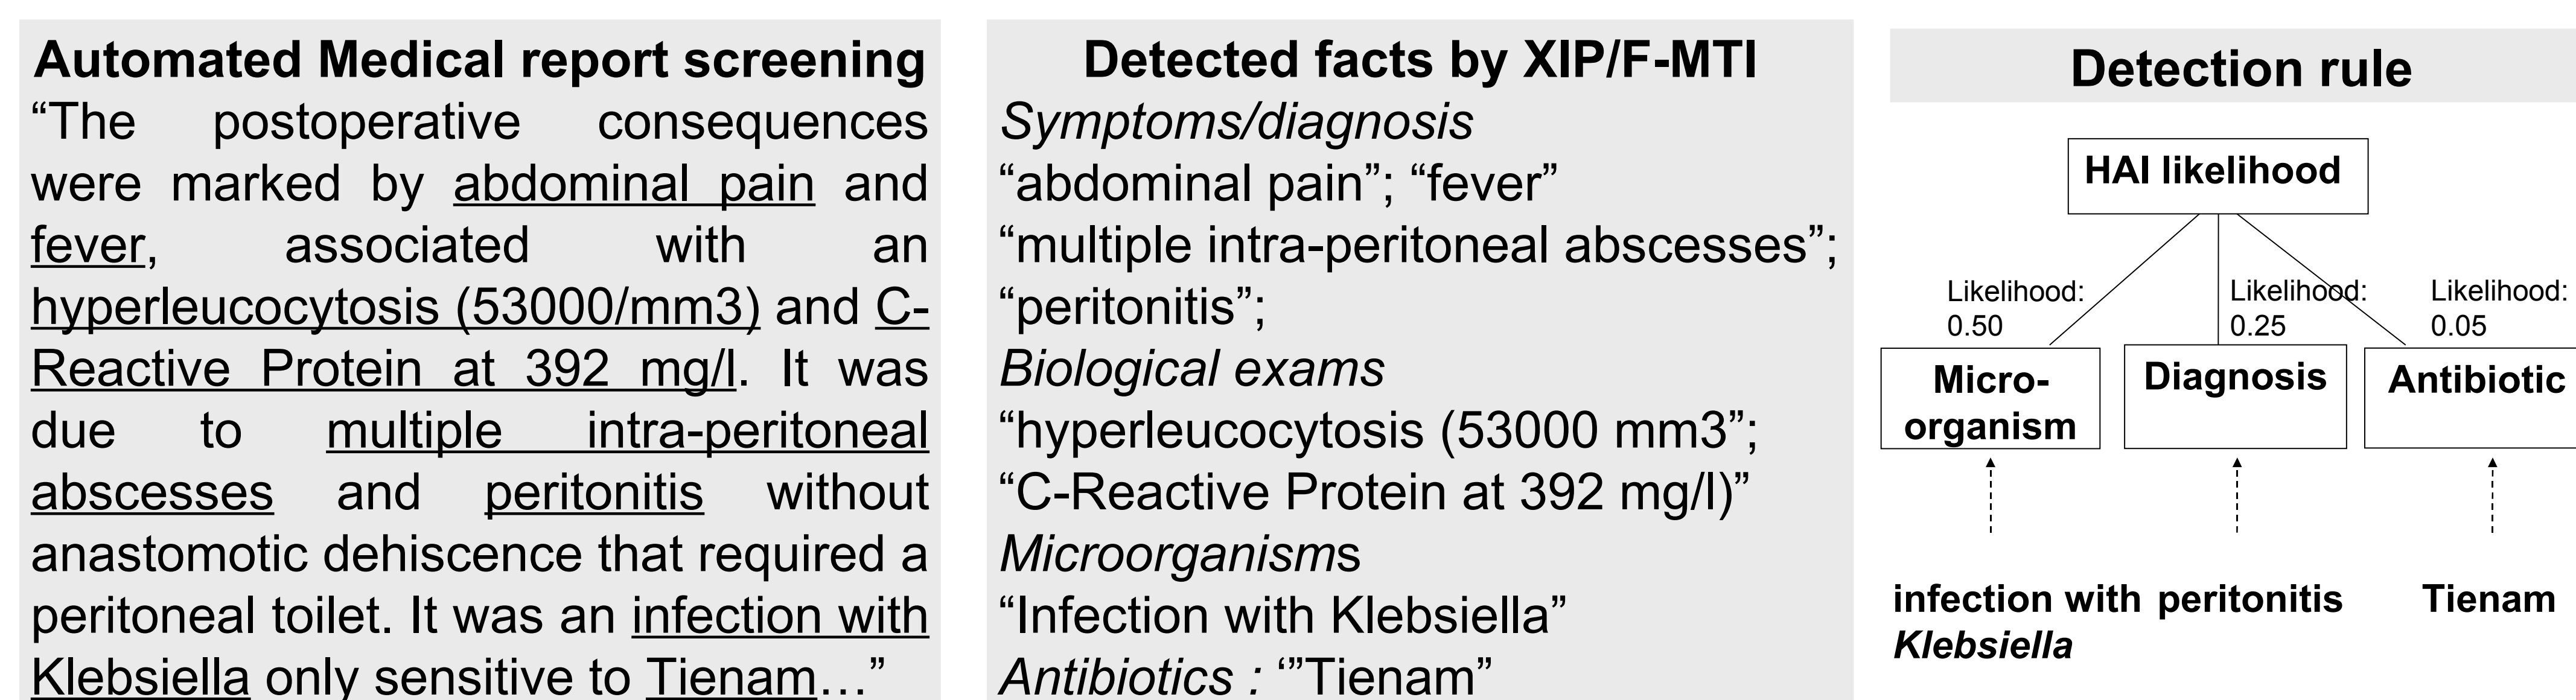 Automated Medical report screening
“The postoperative consequences
were marked by abdominal pain and
fever, associated with an
hyperleucocytosis (53000/mm3) and C-
Reactive Protein at 392 mg/l. It was
due to multiple intra-peritoneal
abscesses and peritonitis without
anastomotic dehiscence that required a
peritoneal toilet. It was an infection with
Klebsiella only sensitive to Tienam…”
Detected facts by XIP/F-MTI
Symptoms/diagnosis
“abdominal pain”; “fever”
“multiple intra-peritoneal abscesses”;
“peritonitis”;
Biological exams
“hyperleucocytosis (53000 mm3”;
“C-Reactive Protein at 392 mg/l)”
Microorganisms
“Infection with Klebsiella”
Antibiotics : ‘”Tienam”
Detection rule
HAI likelihood
Likelihood:
0.50
Likelihood:
0.25
Likelihood:
0.05
Micro-
organism
Diagnosis
Antibiotic
infection with
Klebsiella
peritonitis
Tienam